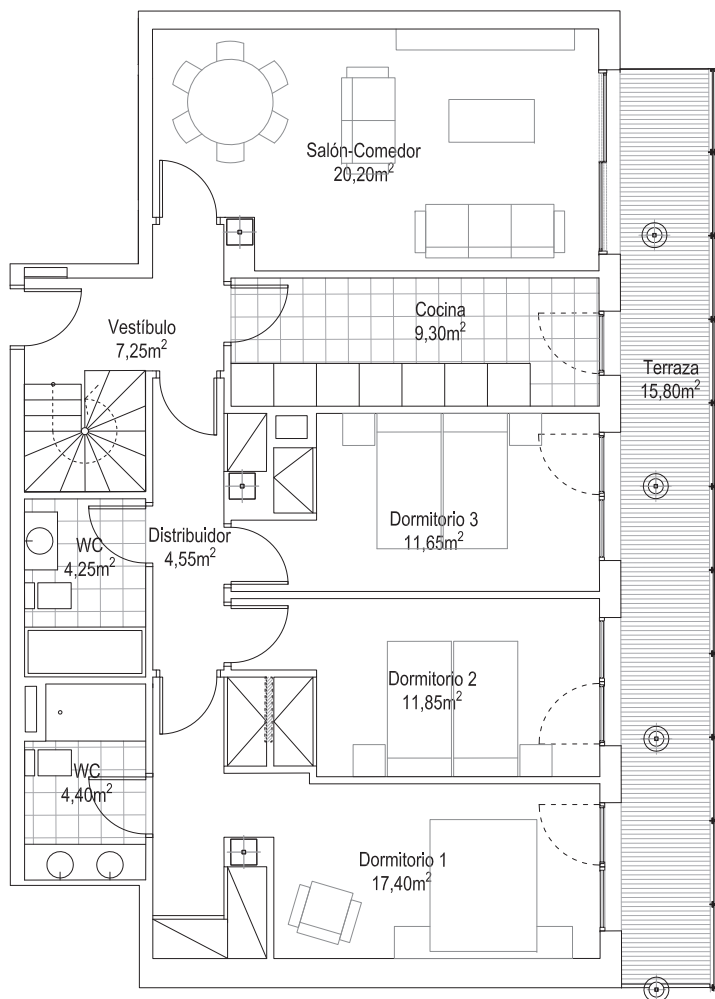 Salón-Comedor
20,20m²
Cocina
9,30m²
Vestíbulo
7,25m²
Terraza
15,80m²
Dormitorio 3
11,65m²
Distribuidor
4,55m²
WC
4,25m²
Dormitorio 2
11,85m²
WC
4,40m²
Dormitorio 1
17,40m²